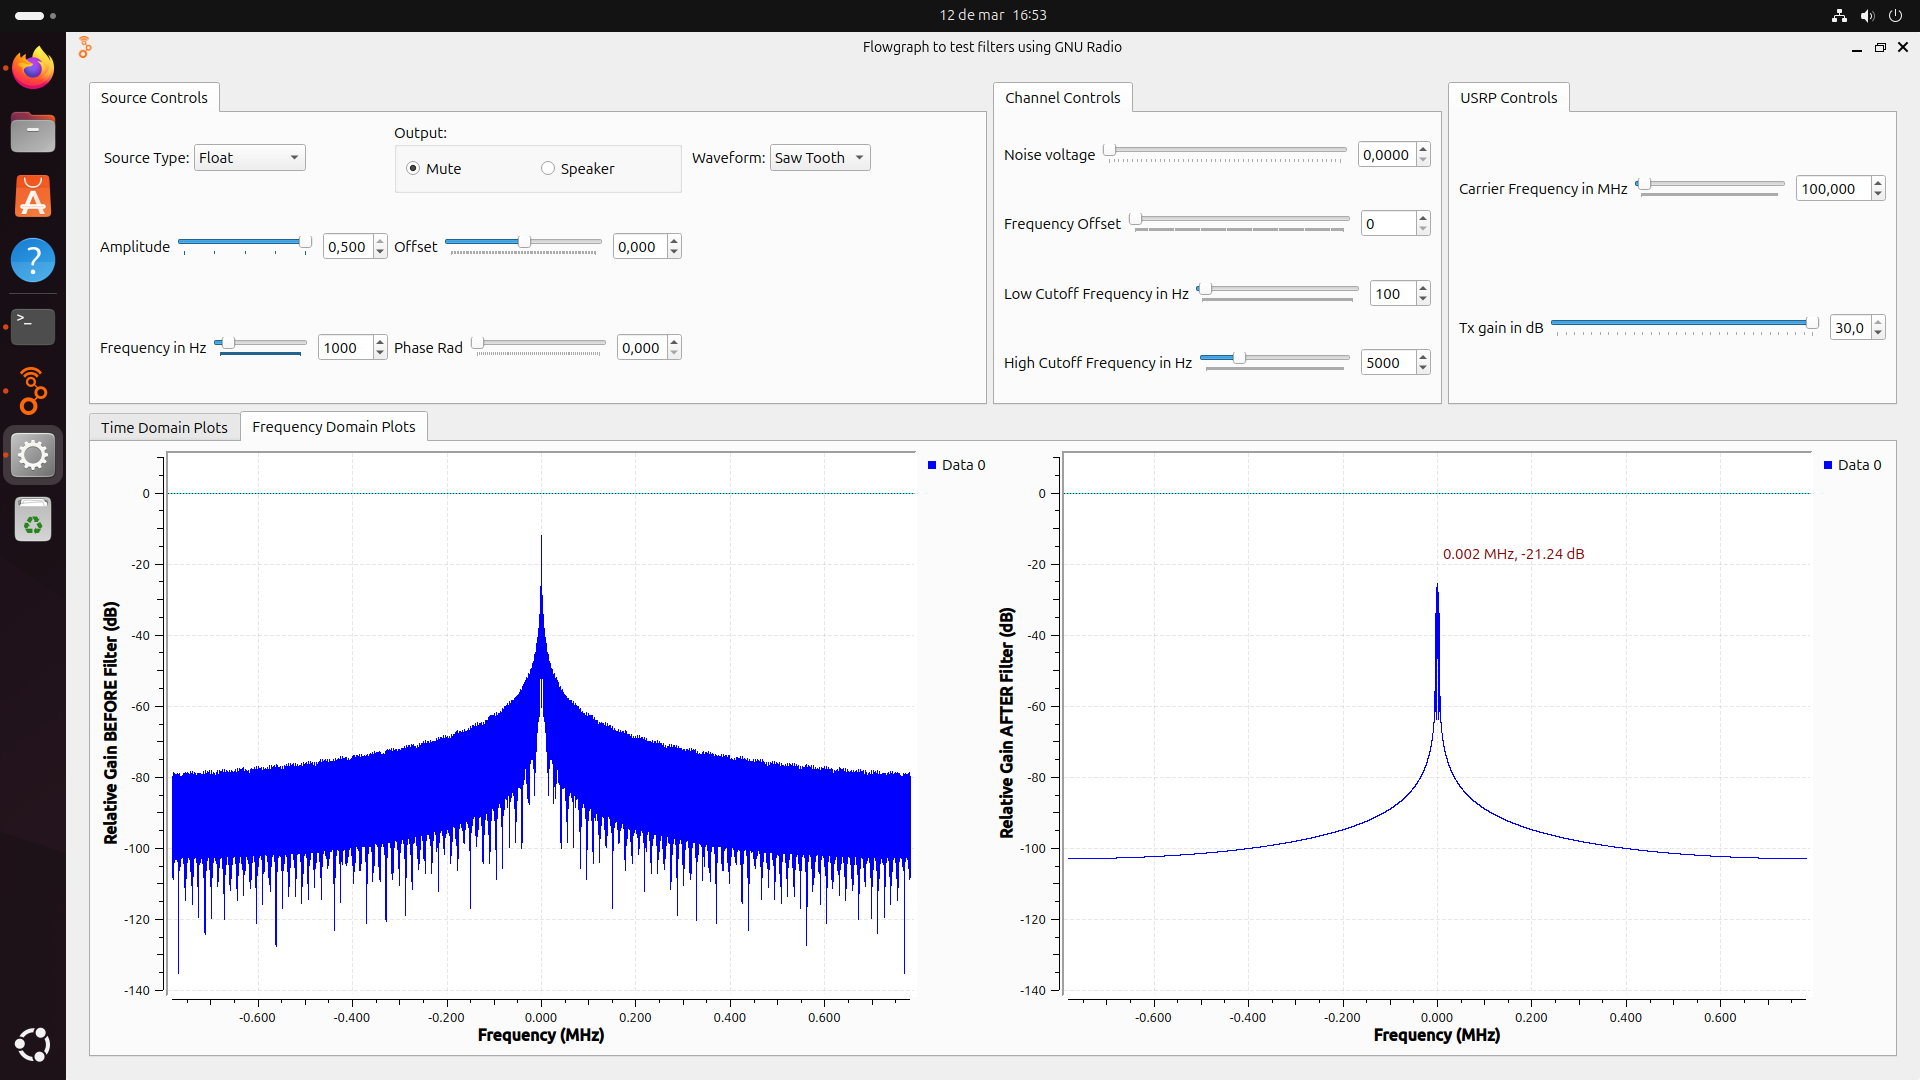 12 de mar 16:53
Flowgraph to test filters using GNU Radio
Source Controls
Source Type: Float
Output:
Mute
Speaker
Waveform: Saw Tooth
Amplitude 0,500
Offset 0,000
Frequency in Hz 1000
Phase Rad 0,000
Channel Controls
Noise voltage 0,0000
Frequency Offset 0
Low Cutoff Frequency in Hz 100
High Cutoff Frequency in Hz 5000
USRP Controls
Carrier Frequency in MHz 100,000
Tx gain in dB 30,0
Time Domain Plots
Frequency Domain Plots
Relative Gain BEFORE Filter (dB)
0
-20
-40
-60
-80
-100
-120
-140
-0.600 -0.400 -0.200 0.000 0.200 0.400 0.600
Frequency (MHz)
Data 0
Relative Gain AFTER Filter (dB)
0
-20
-40
-60
-80
-100
-120
-140
0.002 MHz, -21.24 dB
-0.600 -0.400 -0.200 0.000 0.200 0.400 0.600
Frequency (MHz)
Data 0